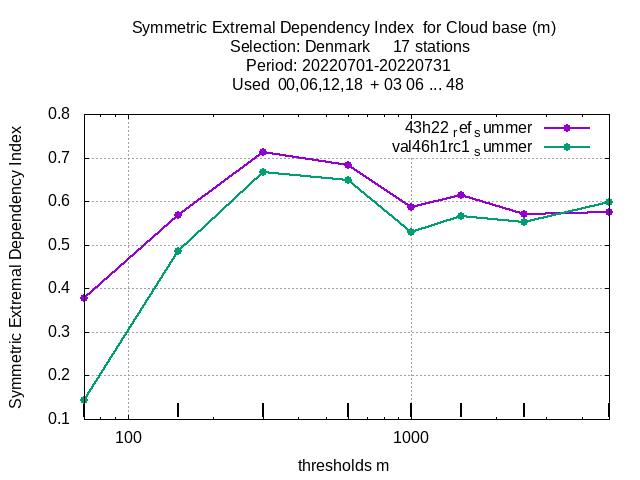 Symmetric Extremal Dependency Index for Cloud base (m)
Selection: Denmark 17 stations
Period: 20220701-20220731
Used 00,06,12,18 + 03 06 ... 48
43h22 ref summer
val46h1rc1 summer
Symmetric Extremal Dependency Index
0.8
0.7
0.6
0.5
0.4
0.3
0.2
0.1
100 1000
thresholds m